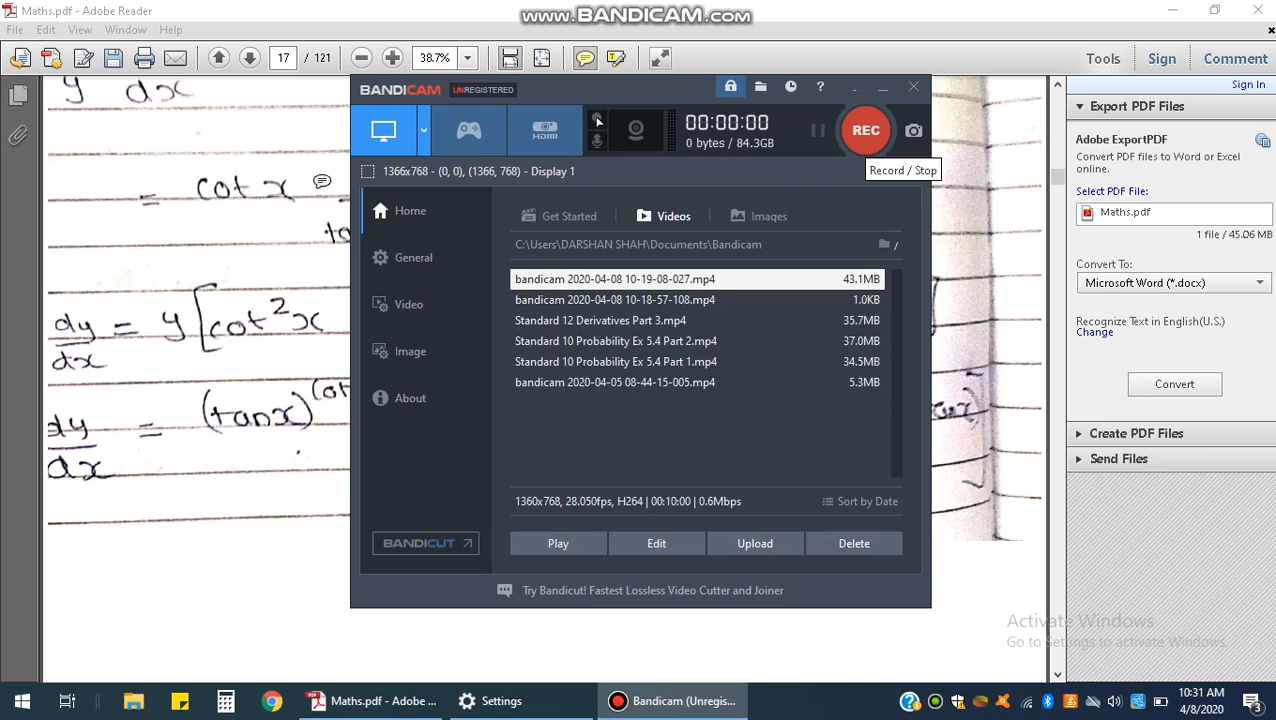 Maths.pdf - Adobe Reader
www.BANDICAM.com
File Edit View Window Help
17 / 121
38.7%
Tools Sign Comment
Sign In
Export PDF Files
Adobe ExportPDF
Convert PDF files to Word or Excel online.
Select PDF File:
Maths.pdf
1 file / 45.06 MB
Convert To:
Microsoft Word (*.docx)
Recognize Text in English(U.S.)
Change
Convert
Create PDF Files
Send Files
y dx
= cot x
dy/dx = y[cot²x
dy/dx = (tanx)^(cot
BANDICAM UNREGISTERED
HDMI
00:00:00
REC
Record / Stop
1366x768 - (0, 0), (1366, 768) - Display 1
Home
General
Video
Image
About
BANDICUT
Get Started Videos Images
C:\Users\DARSHAN SHAH\Documents\Bandicam
bandicam 2020-04-08 10-19-08-027.mp4 43.1MB
bandicam 2020-04-08 10-18-57-108.mp4 1.0KB
Standard 12 Derivatives Part 3.mp4 35.5MB
Standard 10 Probability Ex 5.4 Part 2.mp4 37.0MB
Standard 10 Probability Ex.5.4 Part 1.mp4 34.5MB
bandicam 2020-04-05 08-44-15-005.mp4 5.3MB
1360x768, 28.050fps, H264 | 00:10:00 | 0.6Mbps
Sort by Date
Play Edit Upload Delete
Try Bandicut! Fastest Lossless Video Cutter and Joiner
Activate Windows
Go to Settings to activate Windows.
Maths.pdf - Adobe ...
Settings
Bandicam (Unregis...
10:31 AM
4/8/2020
3